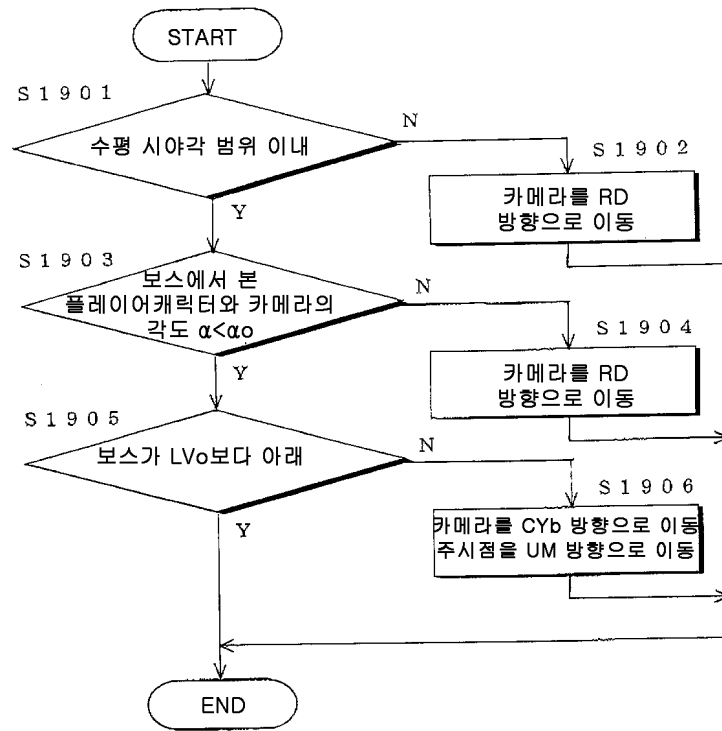 START
S1901
수평 시야각 범위 이내
N
Y
S1902
카메라를 RD
방향으로 이동
S1903
보스에서 본
플레이어캐릭터와 카메라의
각도 α<αo
N
Y
S1904
카메라를 RD
방향으로 이동
S1905
보스가 LVo보다 아래
N
Y
S1906
카메라를 CYb 방향으로 이동
주시점을 UM 방향으로 이동
END